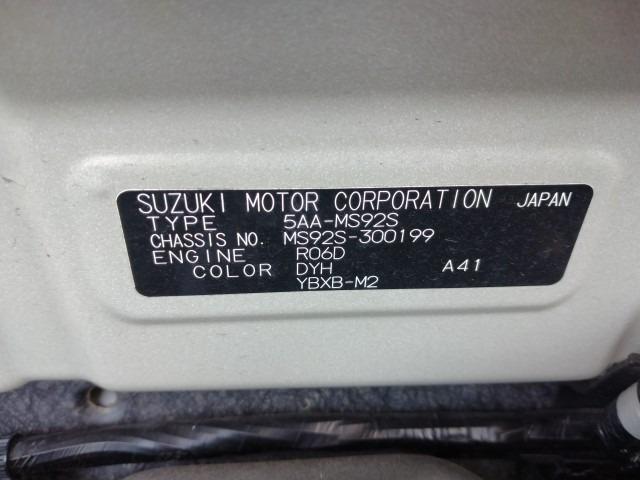 SUZUKI MOTOR CORPORATION JAPAN
TYPE 5AA-MS92S
CHASSIS NO. MS92S-300199
ENGINE R06D
COLOR DYH A41
YBXB-M2